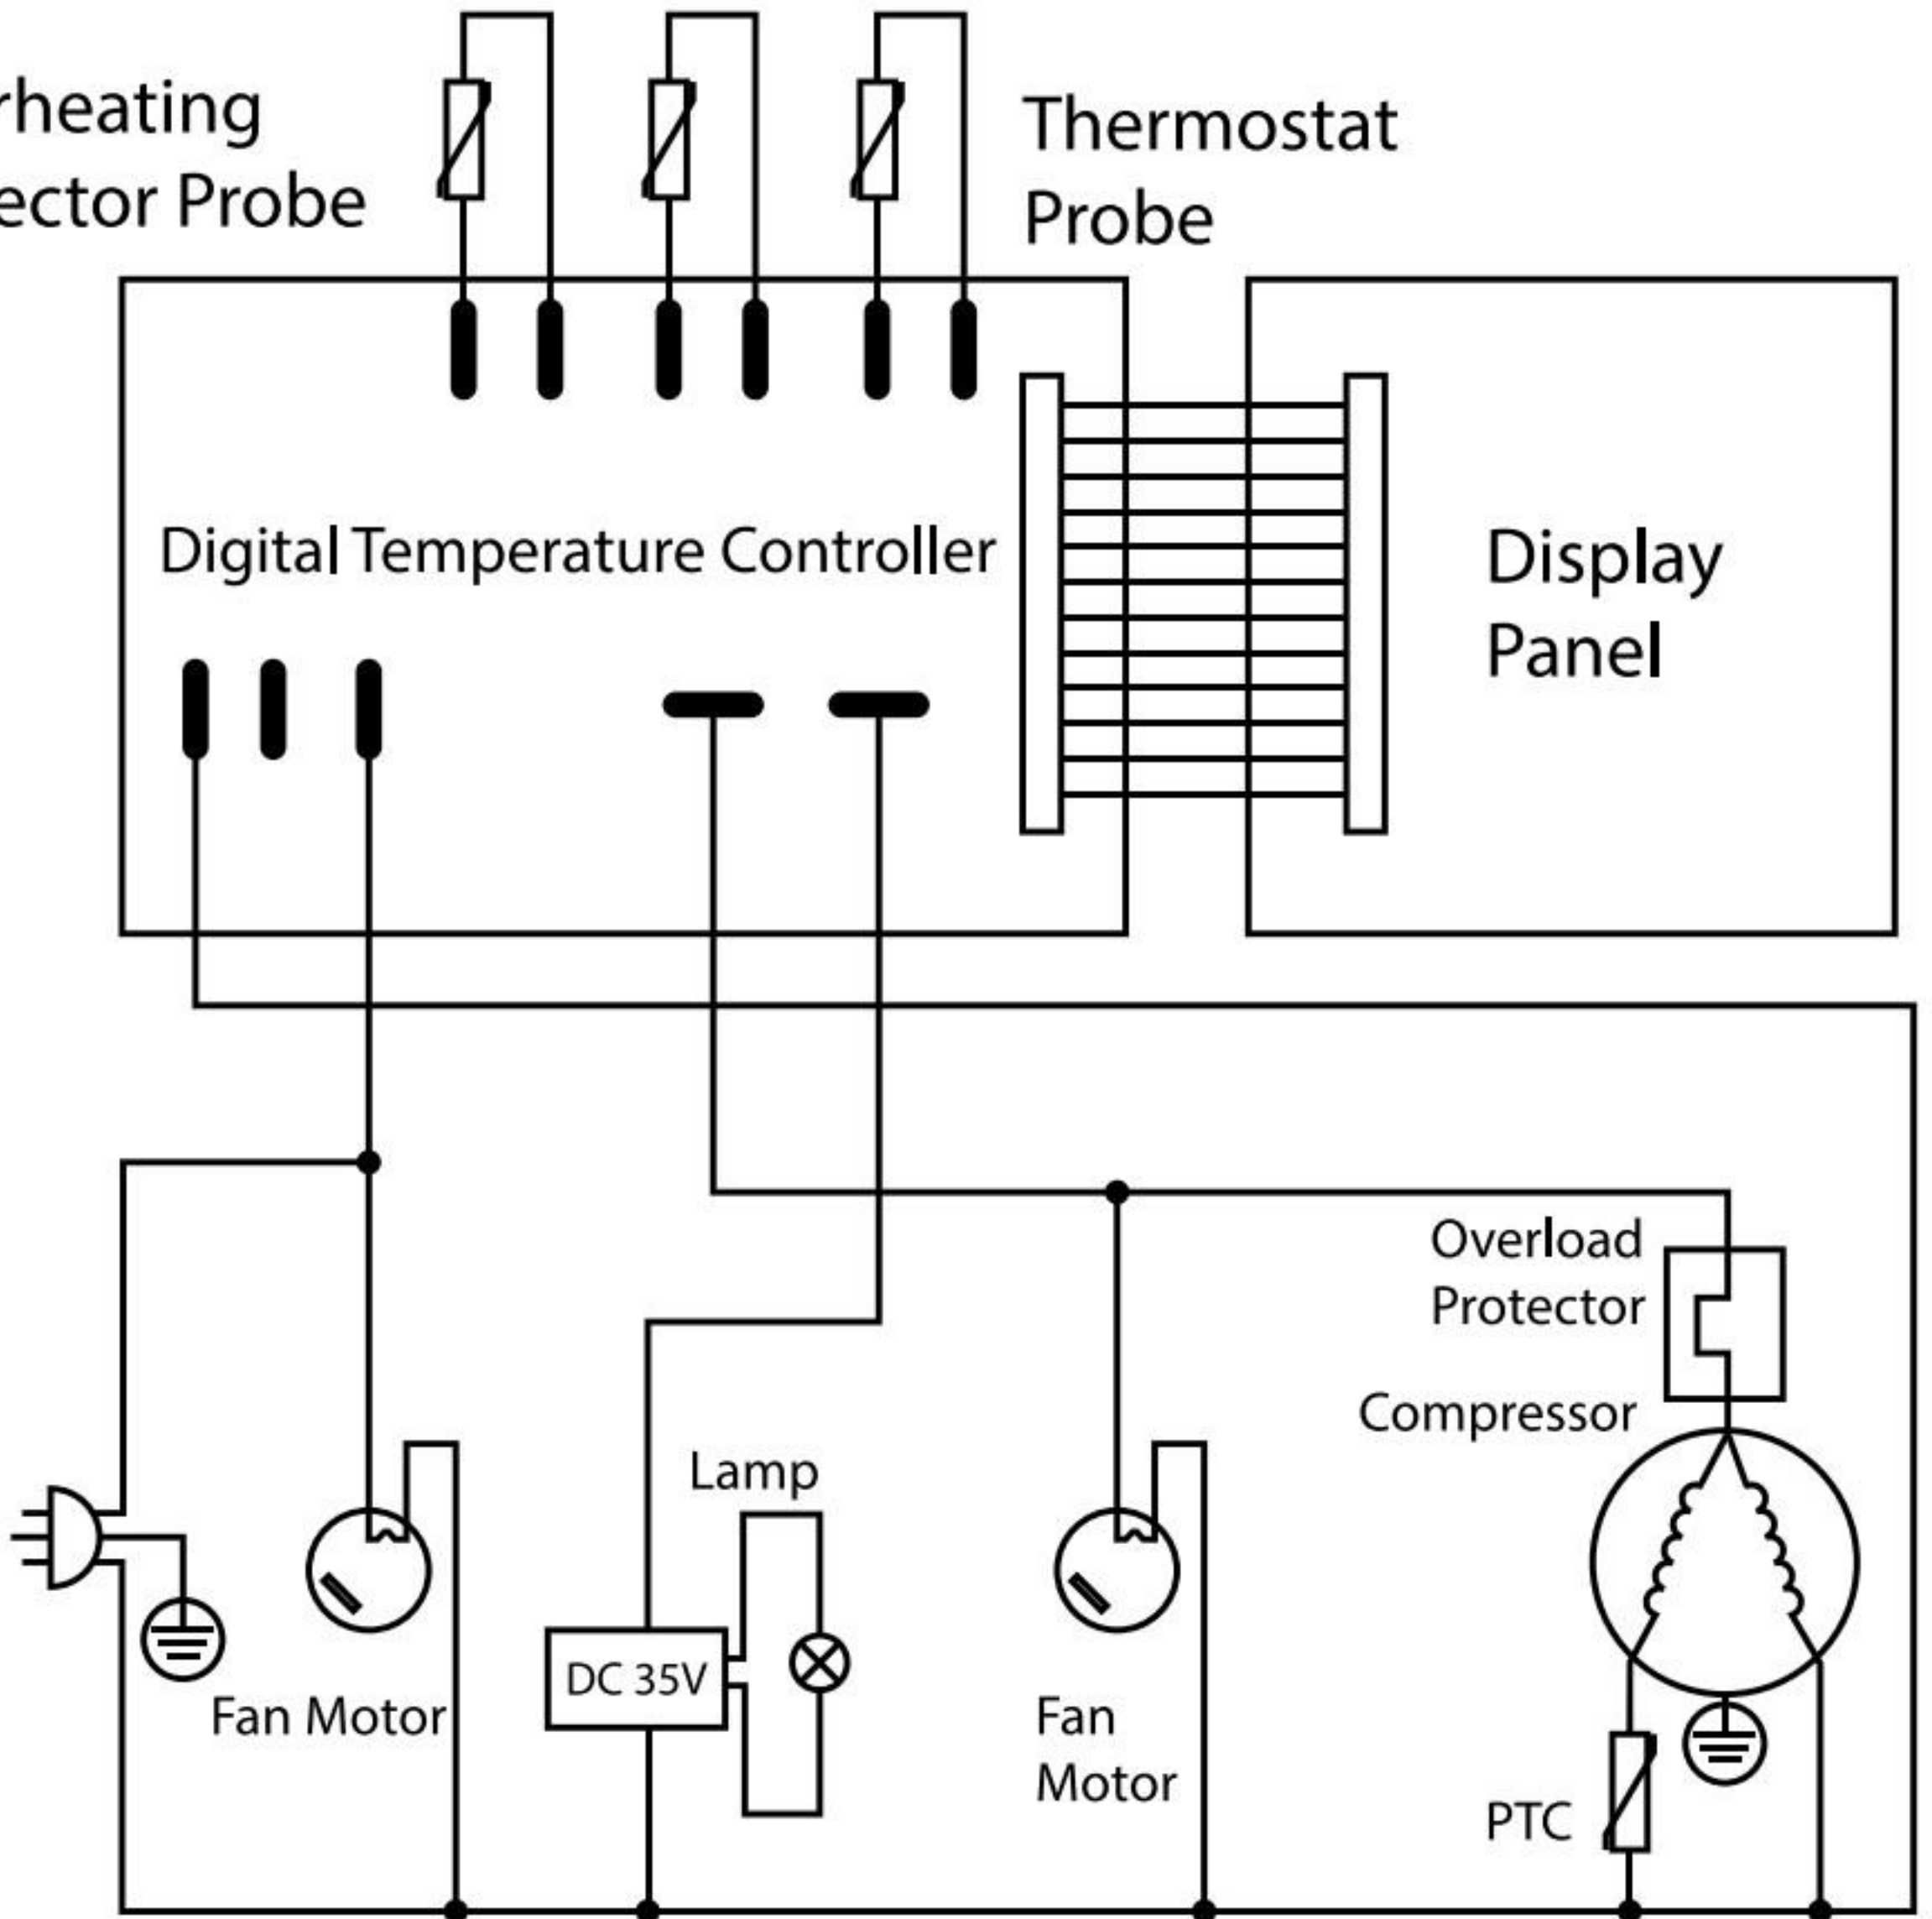 rheating
ector Probe
Thermostat
Probe
Digital Temperature Controller
Display
Panel
Overload
Protector
Compressor
Lamp
DC 35V
Fan Motor
Fan
Motor
PTC